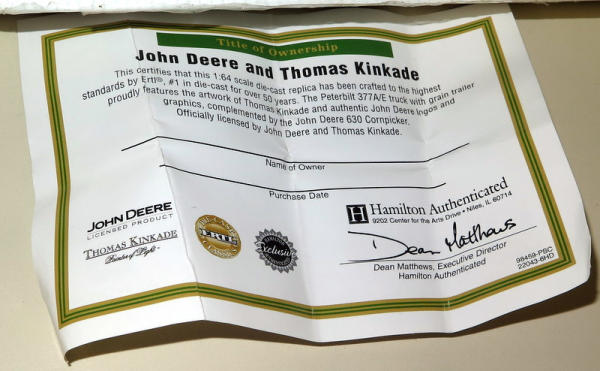 Title of Ownership
John Deere and Thomas Kinkade
This certifies that this 1:64 scale die-cast replica has been crafted to the highest
standards by Ertl®, #1 in die-cast for over 50 years. The Peterbilt 377A/E truck with grain trailer
proudly features the artwork of Thomas Kinkade and authentic John Deere logos and
graphics, complemented by the John Deere 630 Cornpicker.
Officially licensed by John Deere and Thomas Kinkade.
Name of Owner
Purchase Date
JOHN DEERE
LICENSED PRODUCT
THOMAS KINKADE
Painter of Light
ERTL
Exclusive
H Hamilton Authenticated
9202 Center for the Arts Drive • Niles, IL 60714
Dean Matthews
Dean Matthews, Executive Director
Hamilton Authenticated
98459-PSC
22043-6HD